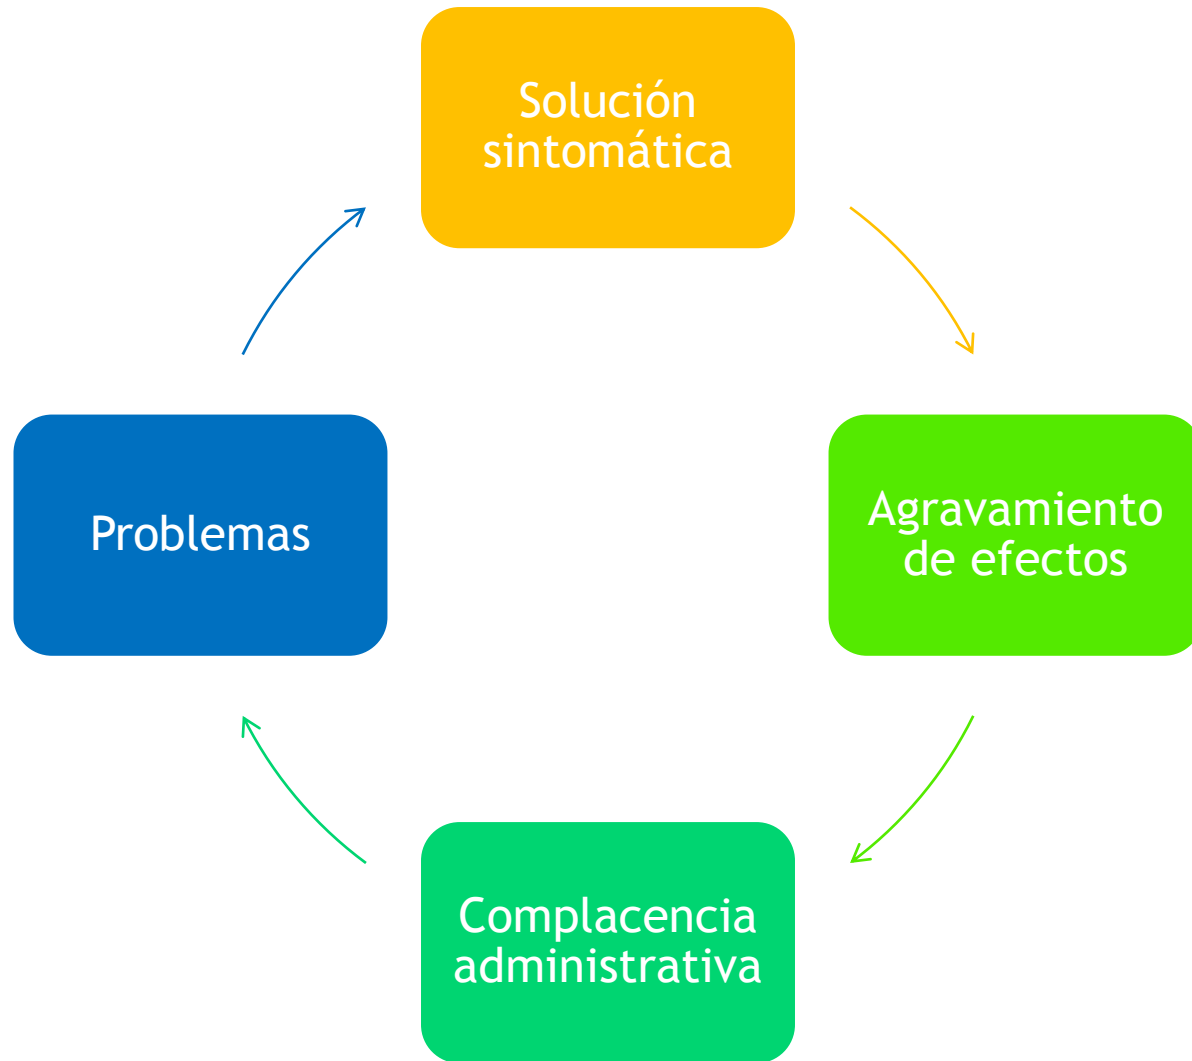 Solución
sintomática
Agravamiento
de efectos
Complacencia
administrativa
Problemas